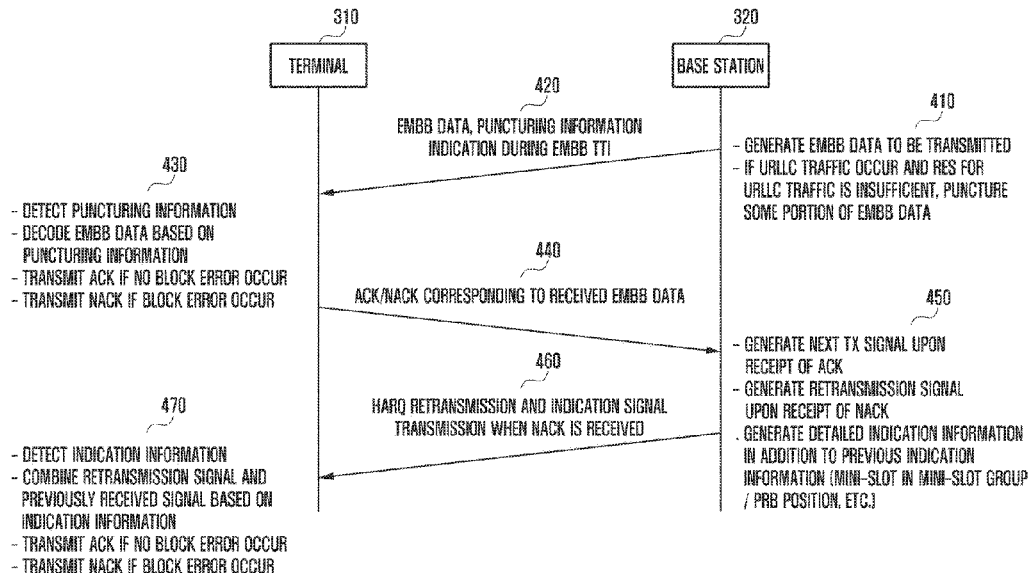 310
320
TERMINAL
BASE STATION
420
EMBB DATA, PUNCTURING INFORMATION
INDICATION DURING EMBB TTI
410
- GENERATE EMBB DATA TO BE TRANSMITTED
- IF URLLC TRAFFIC OCCUR AND RES FOR
URLLC TRAFFIC IS INSUFFICIENT, PUNCTURE
SOME PORTION OF EMBB DATA
430
- DETECT PUNCTURING INFORMATION
- DECODE EMBB DATA BASED ON
PUNCTURING INFORMATION
- TRANSMIT ACK IF NO BLOCK ERROR OCCUR
- TRANSMIT NACK IF BLOCK ERROR OCCUR
440
ACK/NACK CORRESPONDING TO RECEIVED EMBB DATA
450
- GENERATE NEXT TX SIGNAL UPON
RECEIPT OF ACK
- GENERATE RETRANSMISSION SIGNAL
UPON RECEIPT OF NACK
. GENERATE DETAILED INDICATION INFORMATION
IN ADDITION TO PREVIOUS INDICATION
INFORMATION (MINI-SLOT IN MINI-SLOT GROUP
/ PRB POSITION, ETC.)
460
HARQ RETRANSMISSION AND INDICATION SIGNAL
TRANSMISSION WHEN NACK IS RECEIVED
470
- DETECT INDICATION INFORMATION
- COMBINE RETRANSMISSION SIGNAL AND
PREVIOUSLY RECEIVED SIGNAL BASED ON
INDICATION INFORMATION
- TRANSMIT ACK IF NO BLOCK ERROR OCCUR
- TRANSMIT NACK IF BLOCK ERROR OCCUR